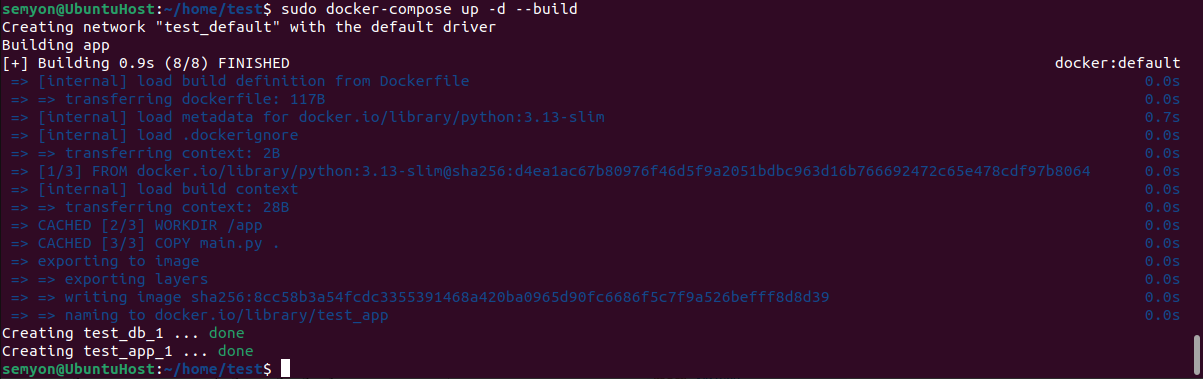 semyon@UbuntuHost:~/home/test$ sudo docker-compose up -d --build
Creating network "test_default" with the default driver
Building app
[+] Building 0.9s (8/8) FINISHED docker:default
=> [internal] load build definition from Dockerfile 0.0s
=> => transferring dockerfile: 117B 0.0s
=> [internal] load metadata for docker.io/library/python:3.13-slim 0.7s
=> [internal] load .dockerignore 0.0s
=> => transferring context: 2B 0.0s
=> [1/3] FROM docker.io/library/python:3.13-slim@sha256:d4ea1ac67b80976f46d5f9a2051bdbc963d16b766692472c65e478cdf97b8064 0.0s
=> [internal] load build context 0.0s
=> => transferring context: 28B 0.0s
=> CACHED [2/3] WORKDIR /app 0.0s
=> CACHED [3/3] COPY main.py . 0.0s
=> exporting to image 0.0s
=> => exporting layers 0.0s
=> => writing image sha256:8cc58b3a54fcdc3355391468a420ba0965d90fc6686f5c7f9a526befff8d8d39 0.0s
=> => naming to docker.io/library/test_app 0.0s
Creating test_db_1 ... done
Creating test_app_1 ... done
semyon@UbuntuHost:~/home/test$